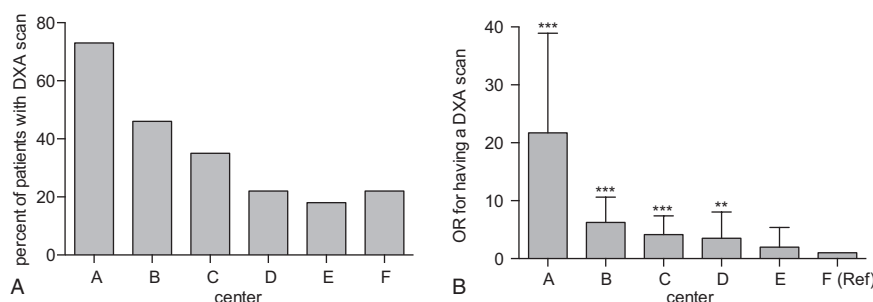 80
60
40
20
0
percent of patients with DXA scan
A B C D E F
center
A
40
30
20
10
0
OR for having a DXA scan
***
***
***
**
A B C D E F (Ref)
center
B